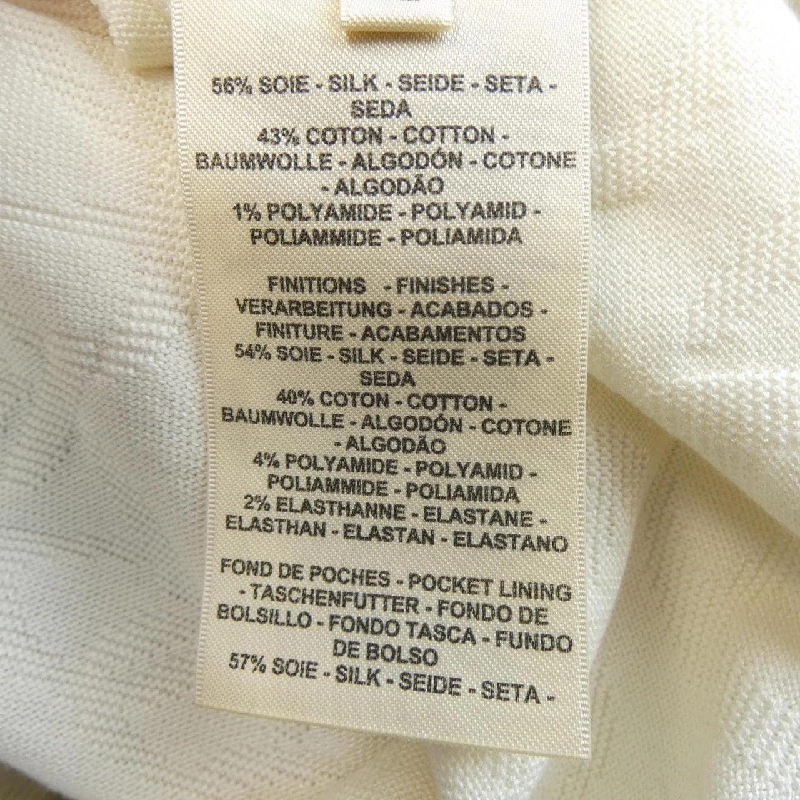 56% SOIE - SILK - SEIDE - SETA -
SEDA
43% COTON - COTTON -
BAUMWOLLE - ALGODÓN - COTONE
- ALGODÃO
1% POLYAMIDE - POLYAMID -
POLIAMMIDE - POLIAMIDA
FINITIONS - FINISHES -
VERARBEITUNG - ACABADOS -
FINITURE - ACABAMENTOS
54% SOIE - SILK - SEIDE - SETA -
SEDA
40% COTON - COTTON -
BAUMWOLLE - ALGODÓN - COTONE
- ALGODÃO
4% POLYAMIDE - POLYAMID -
POLIAMMIDE - POLIAMIDA
2% ELASTHANNE - ELASTANE -
ELASTHAN - ELASTAN - ELASTANO
FOND DE POCHES - POCKET LINING
- TASCHENFUTTER - FONDO DE
BOLSILLO - FONDO TASCA - FUNDO
DE BOLSO
57% SOIE - SILK - SEIDE - SETA -